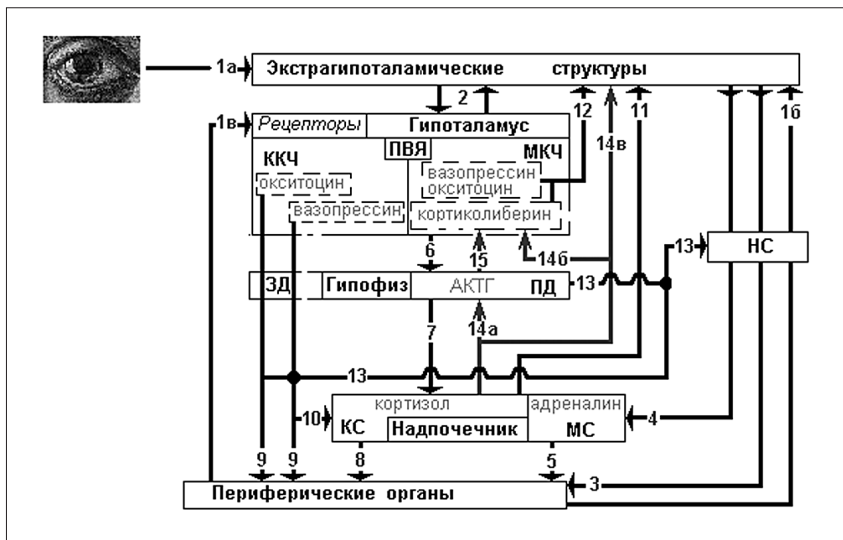 1а Экстрагипоталамические структуры
2 12 11 1б
1в Рецепторы Гипоталамус
14в
ПВЯ
ККЧ МКЧ
окситоцин вазопрессин
окситоцин
вазопрессин кортиколиберин
6 15 14б 13 НС
ЗД Гипофиз АКТГ ПД 13
7 14а
13
кортизол адреналин
10 КС Надпочечник МС 4
9 9 8 5
3
Периферические органы